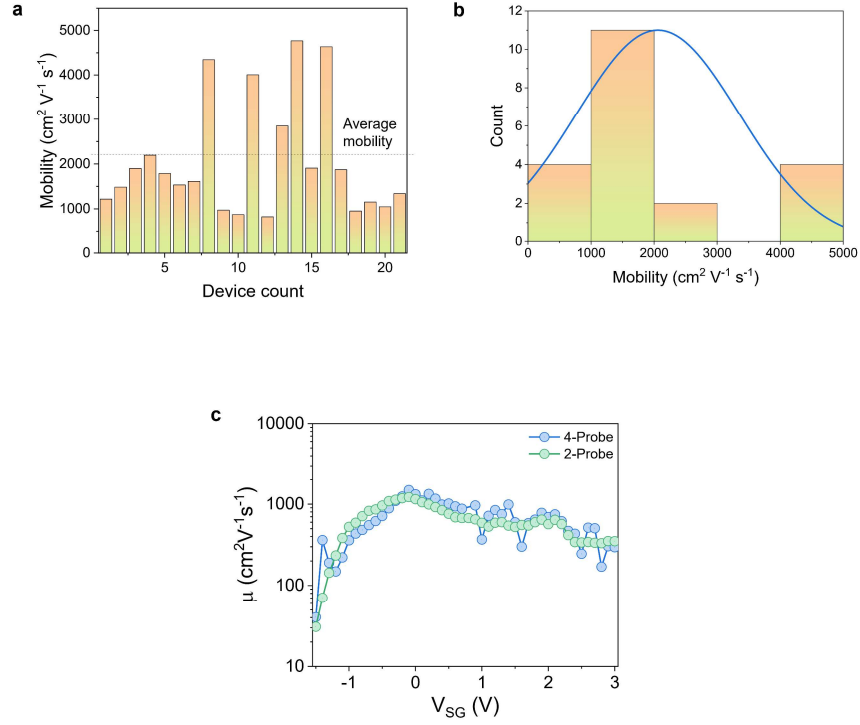 a
5000
4000
3000
2000
1000
0
Mobility (cm² V⁻¹ s⁻¹)
Average
mobility
5
10
15
20
Device count
b
12
10
8
6
4
2
0
Count
0
1000
2000
3000
4000
5000
Mobility (cm² V⁻¹ s⁻¹)
c
10000
1000
100
10
μ (cm²V⁻¹s⁻¹)
4-Probe
2-Probe
-1
0
1
2
3
V_SG (V)